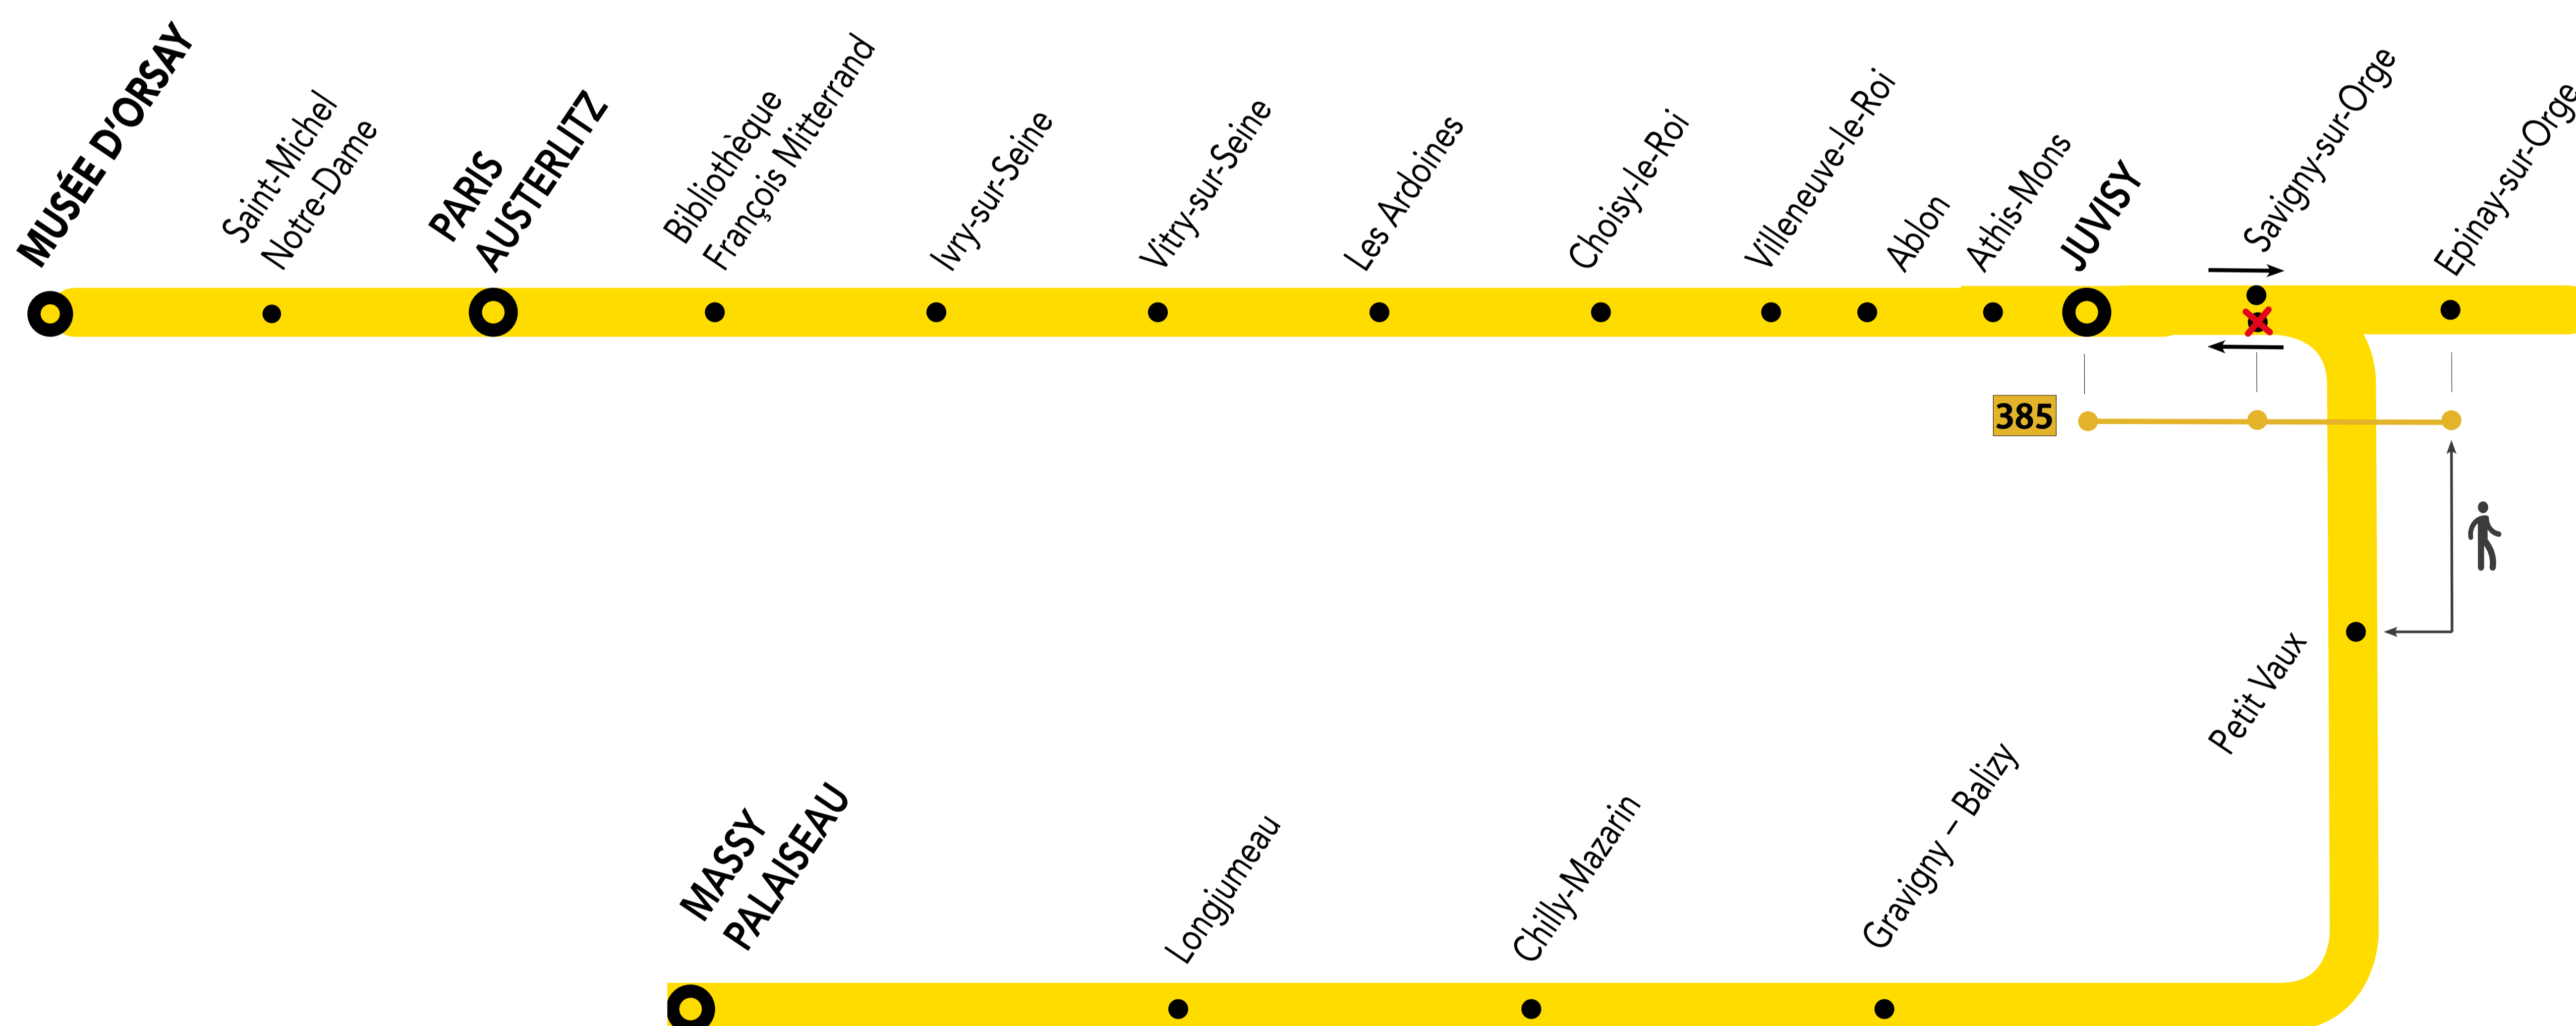 MUSÉE D'ORSAY
Saint-Michel
Notre-Dame
PARIS
AUSTERLITZ
Bibliothèque
François Mitterrand
Ivry-sur-Seine
Vitry-sur-Seine
Les Ardoines
Choisy-le-Roi
Villeneuve-le-Roi
Ablon
Athis-Mons
JUVISY
Savigny-sur-Orge
Epinay-sur-Orge
385
Petit Vaux
MASSY
PALAISEAU
Longjumeau
Chilly-Mazarin
Gravigny – Balizy